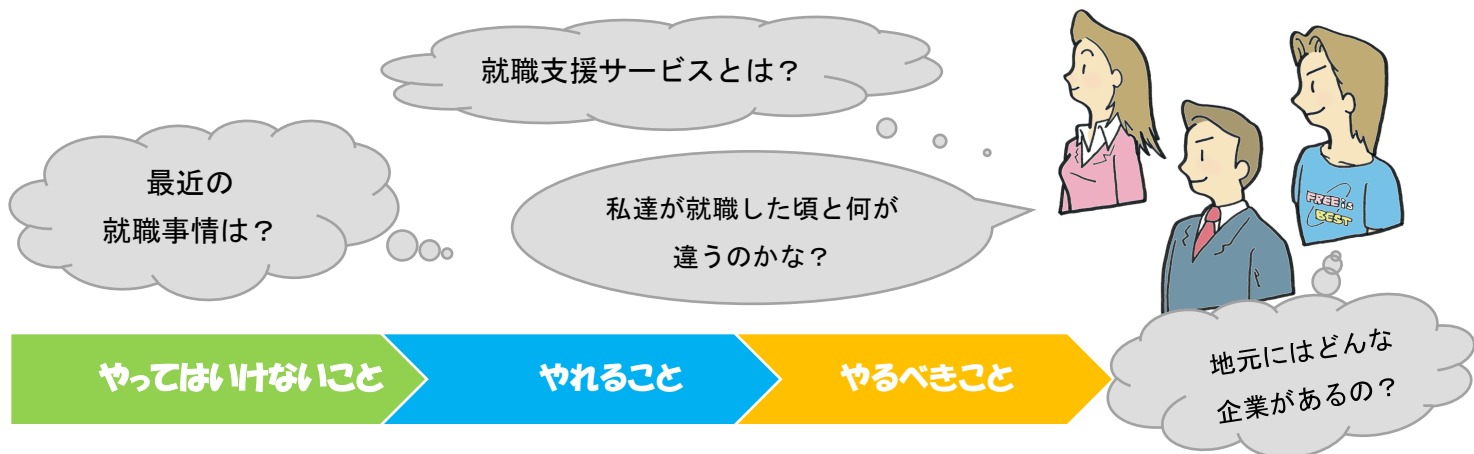 就職支援サービスとは？
最近の
就職事情は？
私達が就職した頃と何が
違うのかな？
FREE is
BEST
やってはいけないこと
やれること
やるべきこと
地元にはどんな
企業があるの？